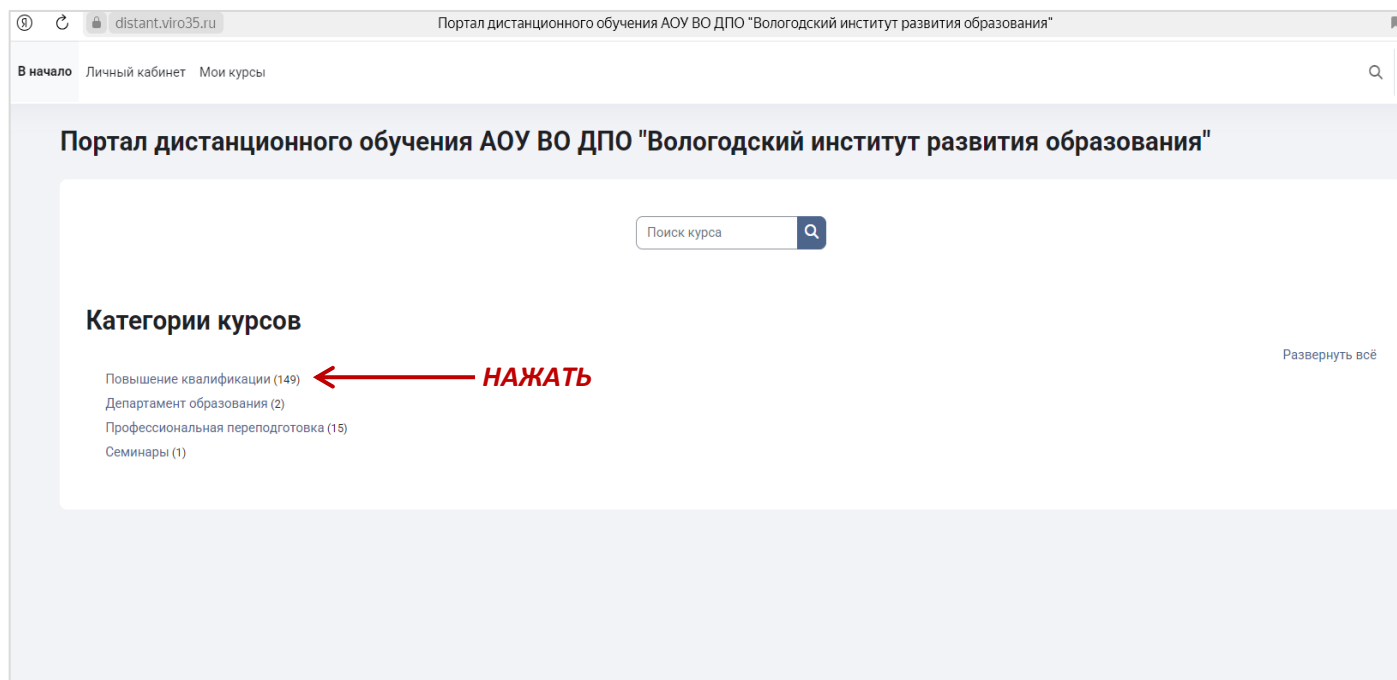 distant.viro35.ru Портал дистанционного обучения АОУ ВО ДПО "Вологодский институт развития образования"
В начало Личный кабинет Мои курсы
Портал дистанционного обучения АОУ ВО ДПО "Вологодский институт развития образования"
Поиск курса
Категории курсов
Развернуть всё
Повышение квалификации (149) НАЖАТЬ
Департамент образования (2)
Профессиональная переподготовка (15)
Семинары (1)